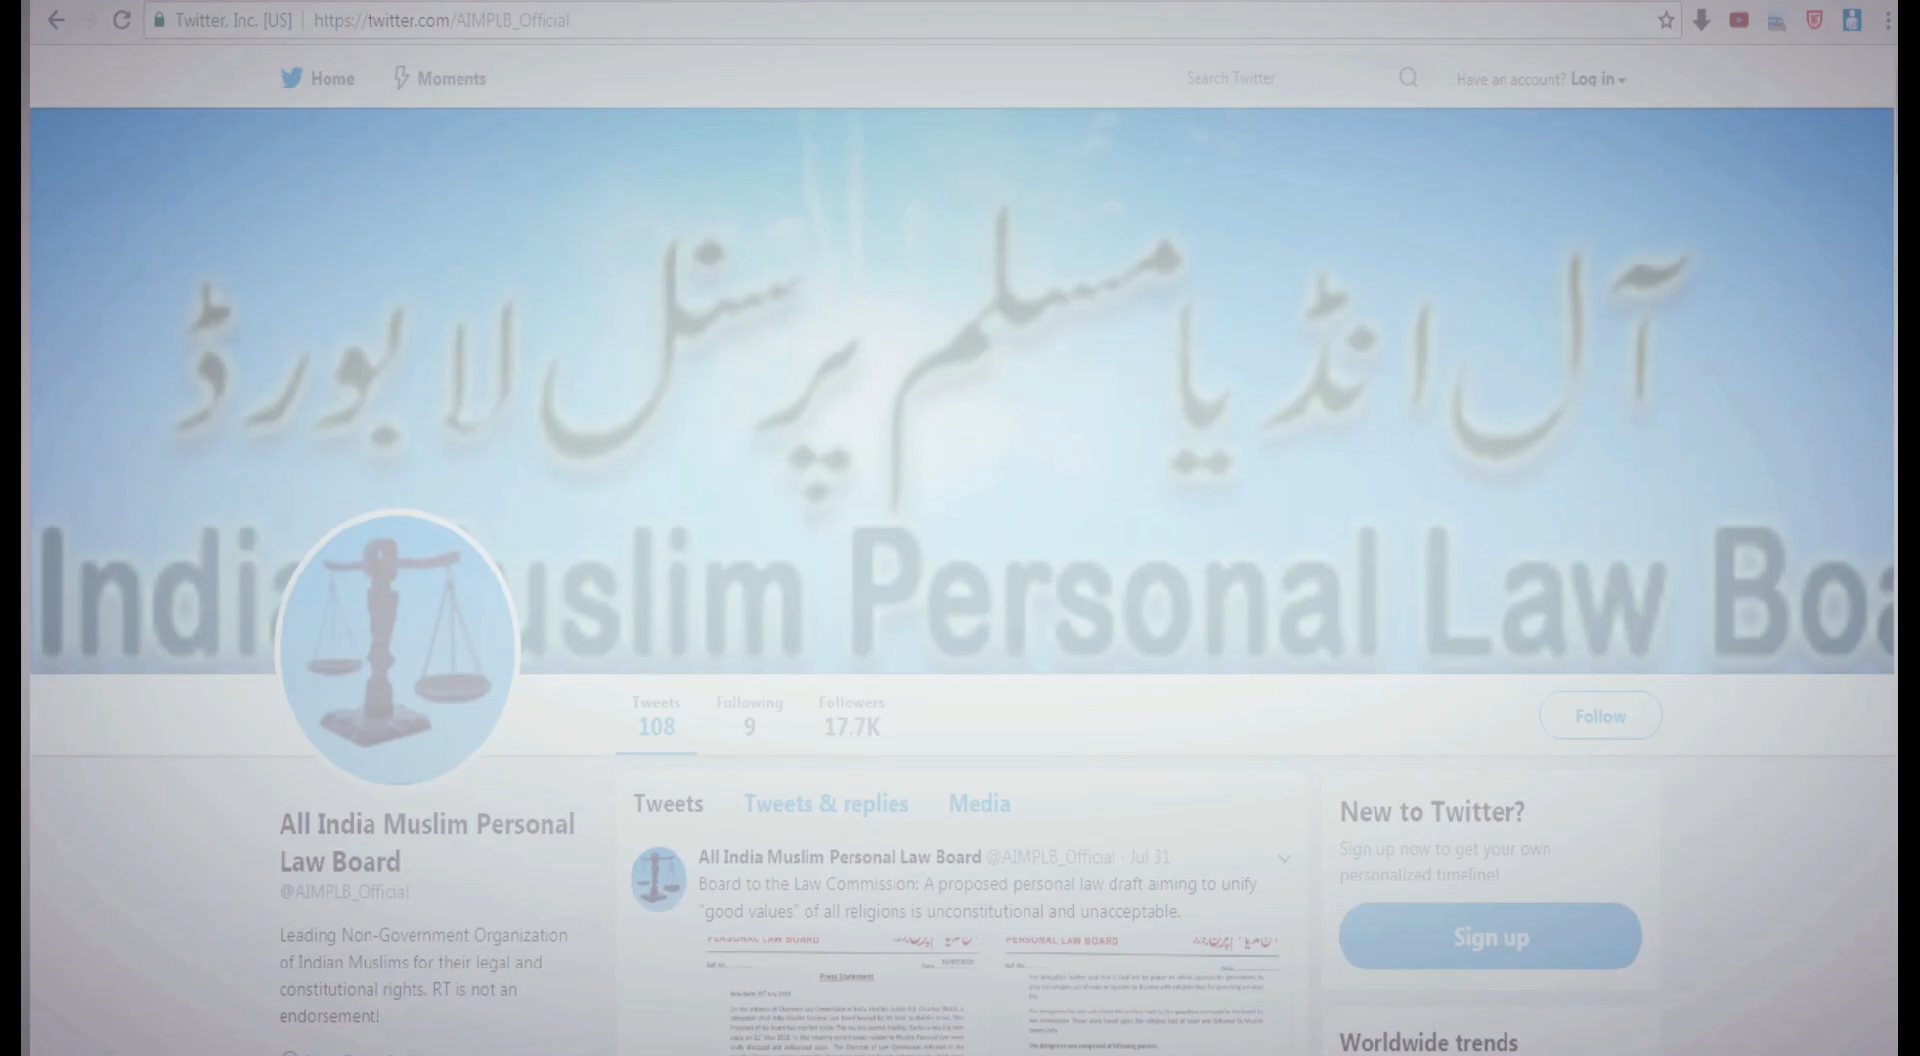 Twitter, Inc. [US] https://twitter.com/AIMPLB_Official
Home Moments Search Twitter Have an account? Log in
آل انڈیا مسلم پرسنل لا بورڈ
India Muslim Personal Law Boa
Tweets Following Followers
108 9 17.7K
Follow
Tweets Tweets & replies Media
All India Muslim Personal
Law Board
@AIMPLB_Official
Leading Non-Government Organization
of Indian Muslims for their legal and
constitutional rights. RT is not an
endorsement!
All India Muslim Personal Law Board @AIMPLB_Official · Jul 31
Board to the Law Commission: A proposed personal law draft aiming to unify
"good values" of all religions is unconstitutional and unacceptable.
PERSONAL LAW BOARD
Press Statement
PERSONAL LAW BOARD
New to Twitter?
Sign up now to get your own
personalized timeline!
Sign up
Worldwide trends